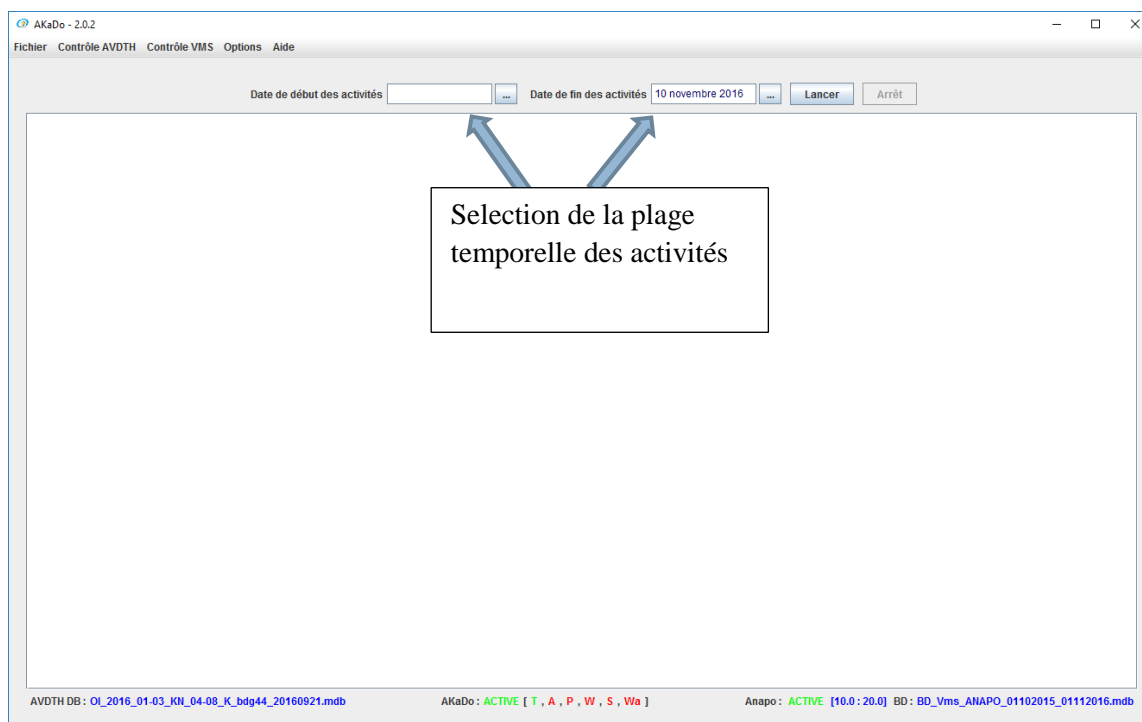 AKaDo - 2.0.2
Fichier Contrôle AVDTH Contrôle VMS Options Aide
Date de début des activités ... Date de fin des activités 10 novembre 2016 ... Lancer Arrêt
Selection de la plage
temporelle des activités
AVDTH DB : OI_2016_01-03_KN_04-08_K_bdg44_20160921.mdb AKaDo : ACTIVE [ T , A , P , W , S , Wa ] Anapo : ACTIVE [10.0 : 20.0] BD : BD_Vms_ANAPO_01102015_01112016.mdb